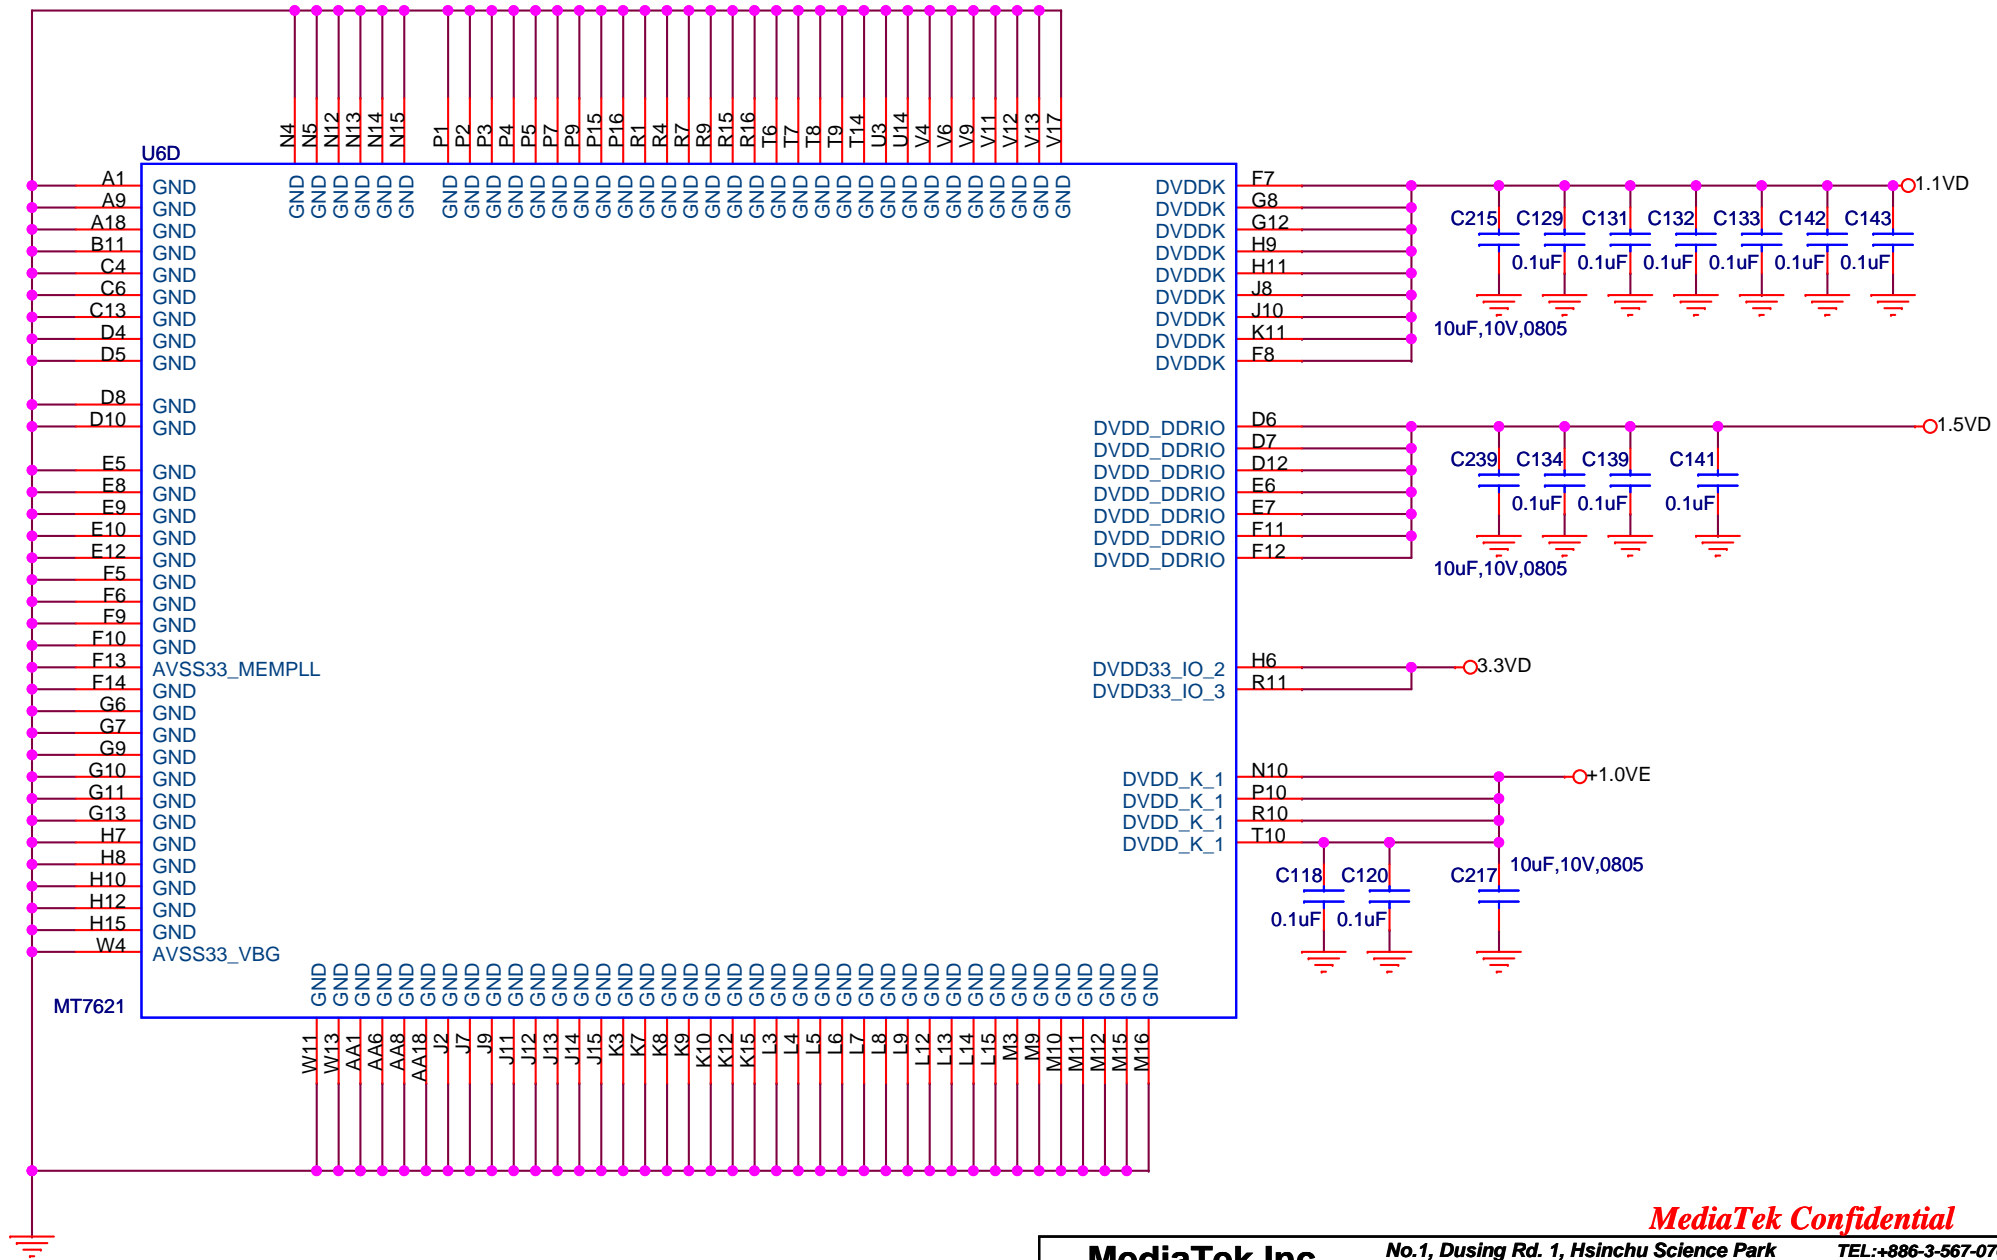 N4 N5 N12 N13 N14 N15 P1 P2 P3 P4 P5 P7 P9 P15 P16 R1 R4 R7 R9 R15 R16 T6 T7 T8 T9 T14 U3 U14 V4 V6 V9 V11 V12 V13 V17
U6D
GND GND GND GND GND GND GND GND GND GND GND GND GND GND GND GND GND GND GND GND GND GND GND GND GND GND GND GND GND GND GND GND GND GND GND
A1 GND
A9 GND
A18 GND
B11 GND
C4 GND
C6 GND
C13 GND
D4 GND
D5 GND
D8 GND
D10 GND
E5 GND
E8 GND
E9 GND
E10 GND
E12 GND
F5 GND
F6 GND
F9 GND
F10 GND
F13 AVSS33_MEMPLL
F14 GND
G6 GND
G7 GND
G9 GND
G10 GND
G11 GND
G13 GND
H7 GND
H8 GND
H10 GND
H12 GND
H15 GND
W4 AVSS33_VBG
MT7621
DVDDK F7 1.1VD
DVDDK G8
DVDDK G12
DVDDK H9
DVDDK H11
DVDDK J8
DVDDK J10
DVDDK K11
DVDDK F8
C215 C129 C131 C132 C133 C142 C143
0.1uF 0.1uF 0.1uF 0.1uF 0.1uF 0.1uF
10uF,10V,0805
DVDD_DDRIO D6 1.5VD
DVDD_DDRIO D7
DVDD_DDRIO D12
DVDD_DDRIO E6
DVDD_DDRIO E7
DVDD_DDRIO F11
DVDD_DDRIO F12
C239 C134 C139 C141
0.1uF 0.1uF 0.1uF
10uF,10V,0805
DVDD33_IO_2 H6 3.3VD
DVDD33_IO_3 R11
DVDD_K_1 N10 +1.0VE
DVDD_K_1 P10
DVDD_K_1 R10
DVDD_K_1 T10
10uF,10V,0805
C118 C120 C217
0.1uF 0.1uF
GND GND GND GND GND GND GND GND GND GND GND GND GND GND GND GND GND GND GND GND GND GND GND GND GND GND GND GND GND GND GND GND GND GND GND GND GND GND GND
W11 W13 AA1 AA6 AA8 AA18 J2 J7 J9 J11 J12 J13 J14 J15 K3 K7 K8 K9 K10 K12 K15 L3 L4 L5 L6 L7 L8 L9 L12 L13 L14 L15 M3 M9 M10 M11 M12 M15 M16
MediaTek Confidential
MediaTek Inc No.1, Dusing Rd. 1, Hsinchu Science Park TEL:+886-3-567-07